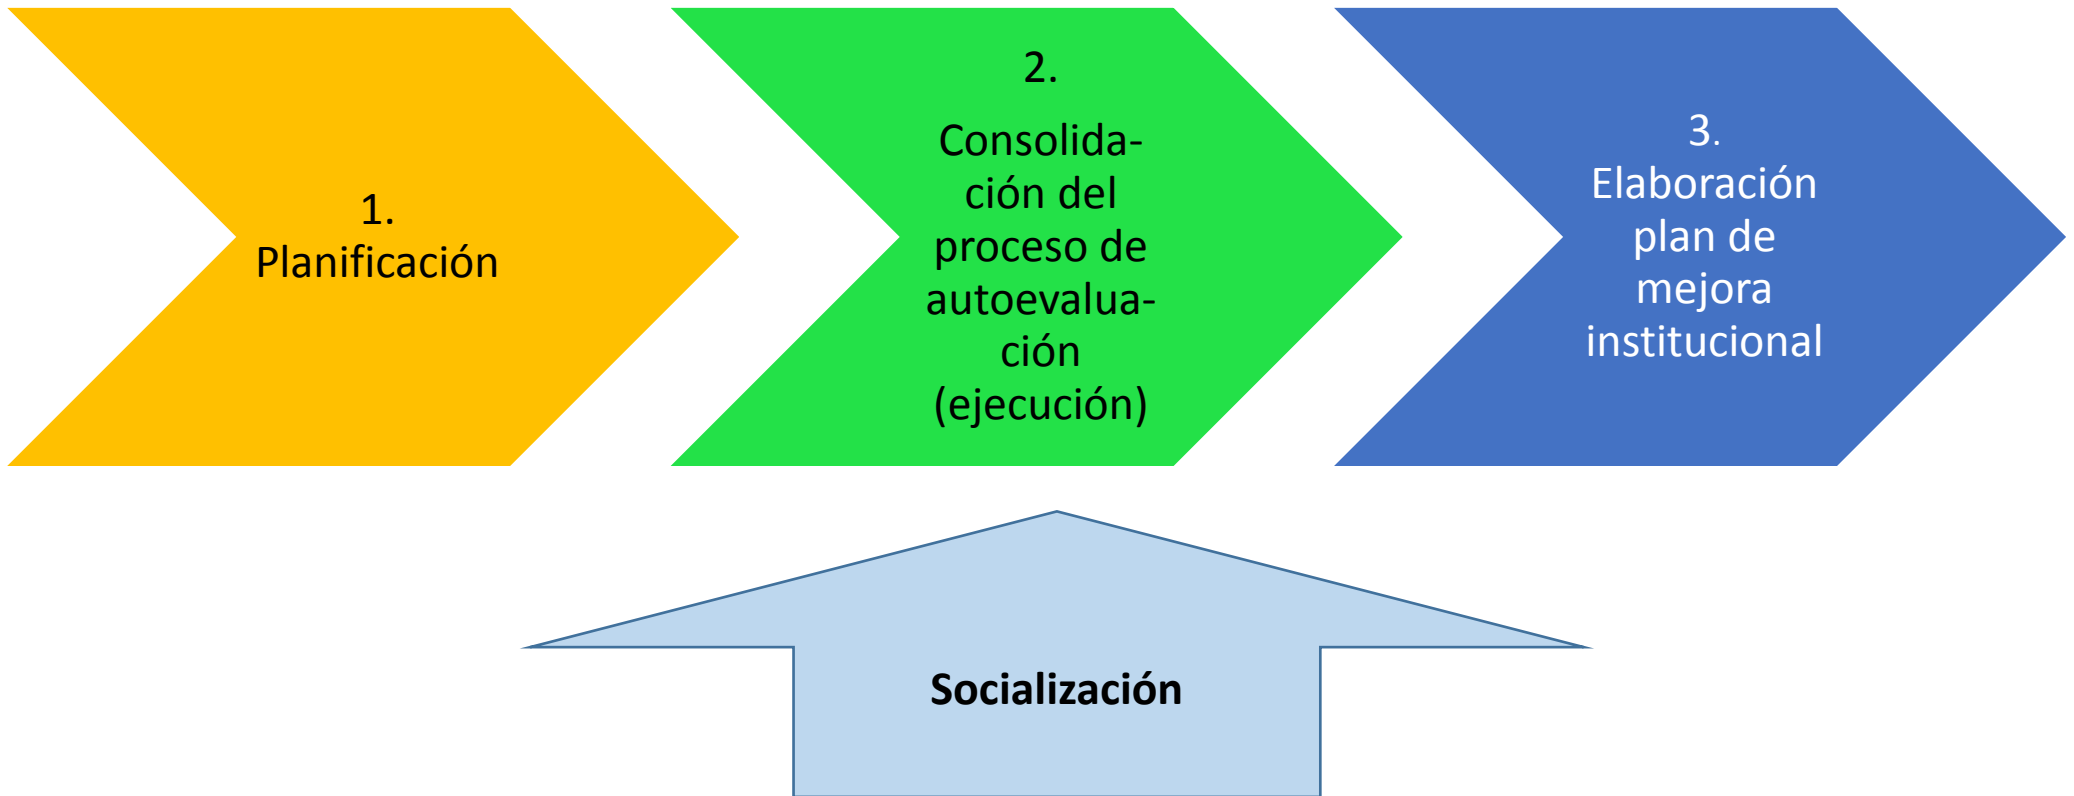 1.
Planificación
2.
Consolida-
ción del
proceso de
autoevalua-
ción
(ejecución)
3.
Elaboración
plan de
mejora
institucional
Socialización